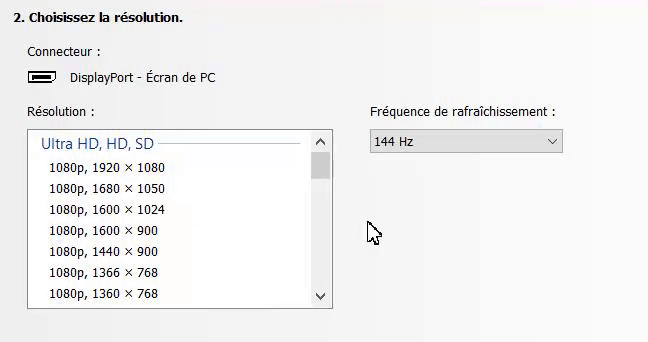 2. Choisissez la résolution.
Connecteur :
DisplayPort - Écran de PC
Résolution :
Fréquence de rafraîchissement :
Ultra HD, HD, SD
144 Hz
1080p, 1920 × 1080
1080p, 1680 × 1050
1080p, 1600 × 1024
1080p, 1600 × 900
1080p, 1440 × 900
1080p, 1366 × 768
1080p, 1360 × 768